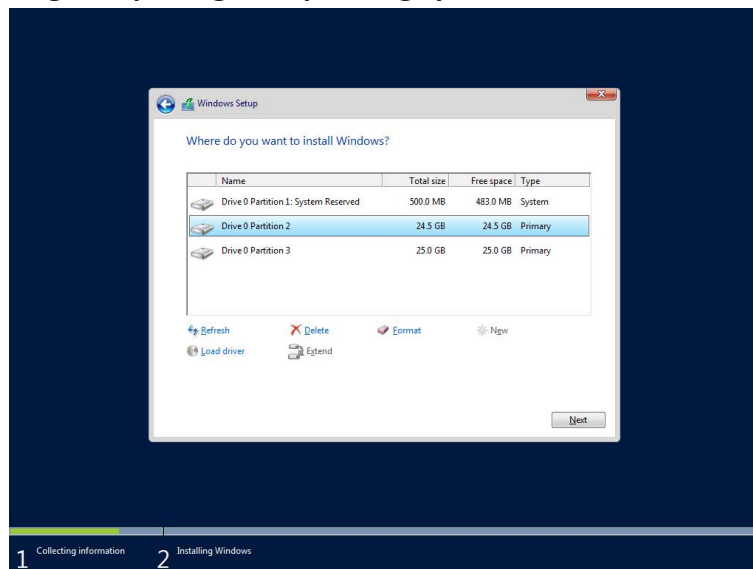 Windows Setup
Where do you want to install Windows?
Name Total size Free space Type
Drive 0 Partition 1: System Reserved 500.0 MB 483.0 MB System
Drive 0 Partition 2 24.5 GB 24.5 GB Primary
Drive 0 Partition 3 25.0 GB 25.0 GB Primary
Refresh Delete Format New
Load driver Extend
Next
1 Collecting information 2 Installing Windows